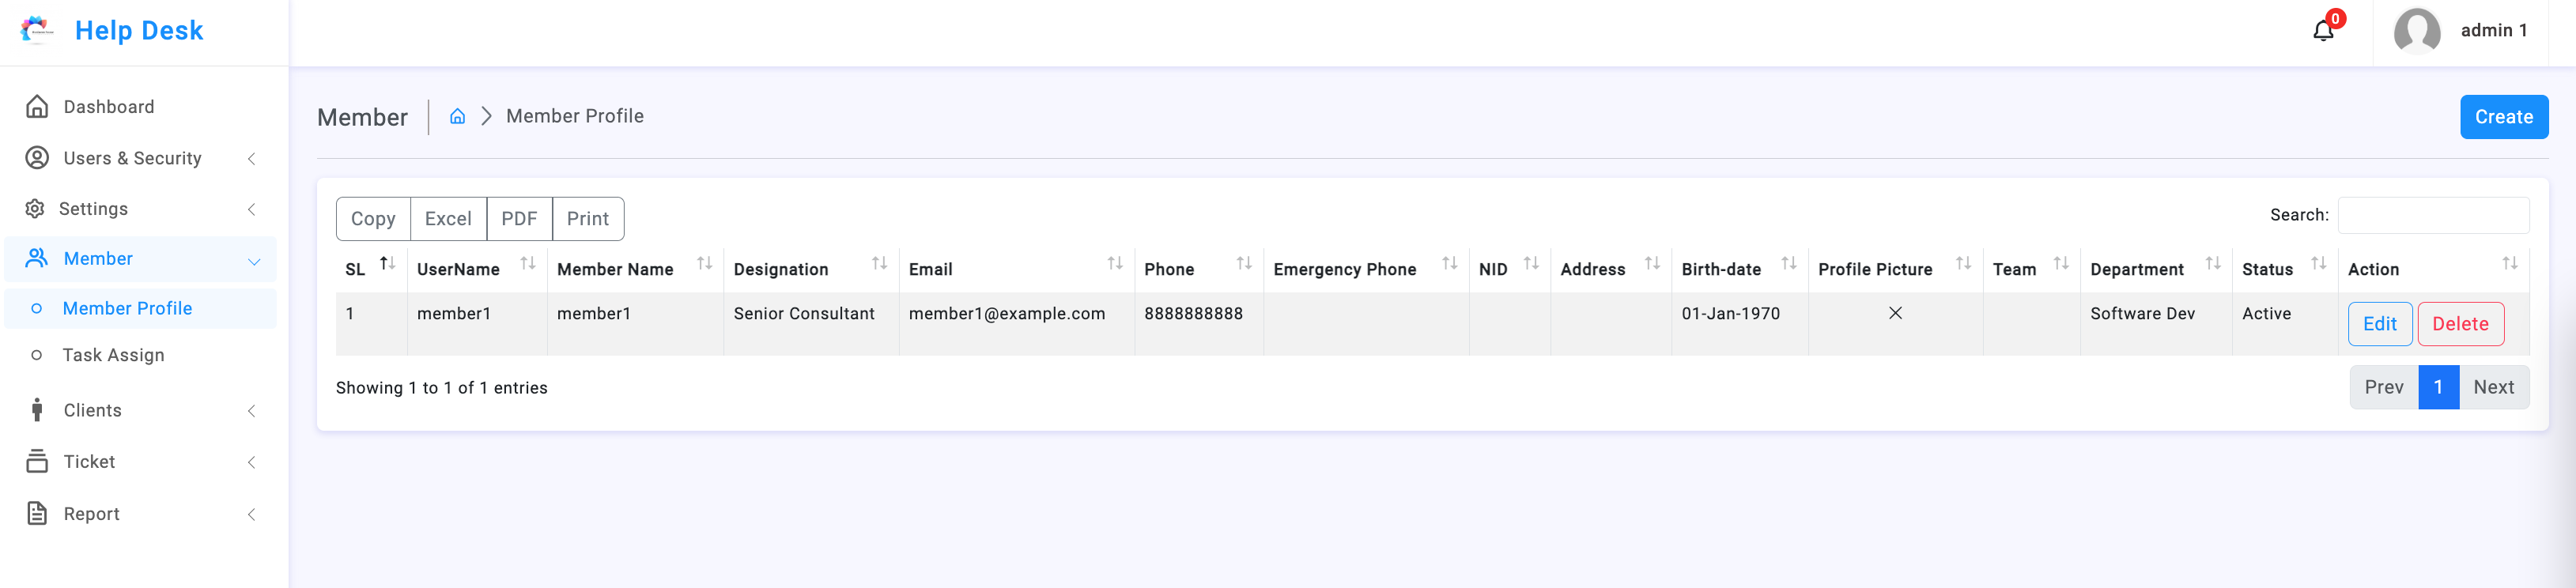 Help Desk
0
admin 1
Dashboard
Users & Security
Settings
Member
Member Profile
Task Assign
Clients
Ticket
Report
Member
Member Profile
Create
Copy Excel PDF Print
Search:
SL UserName Member Name Designation Email Phone Emergency Phone NID Address Birth-date Profile Picture Team Department Status Action
1 member1 member1 Senior Consultant member1@example.com 8888888888 01-Jan-1970 Software Dev Active Edit Delete
Showing 1 to 1 of 1 entries
Prev 1 Next